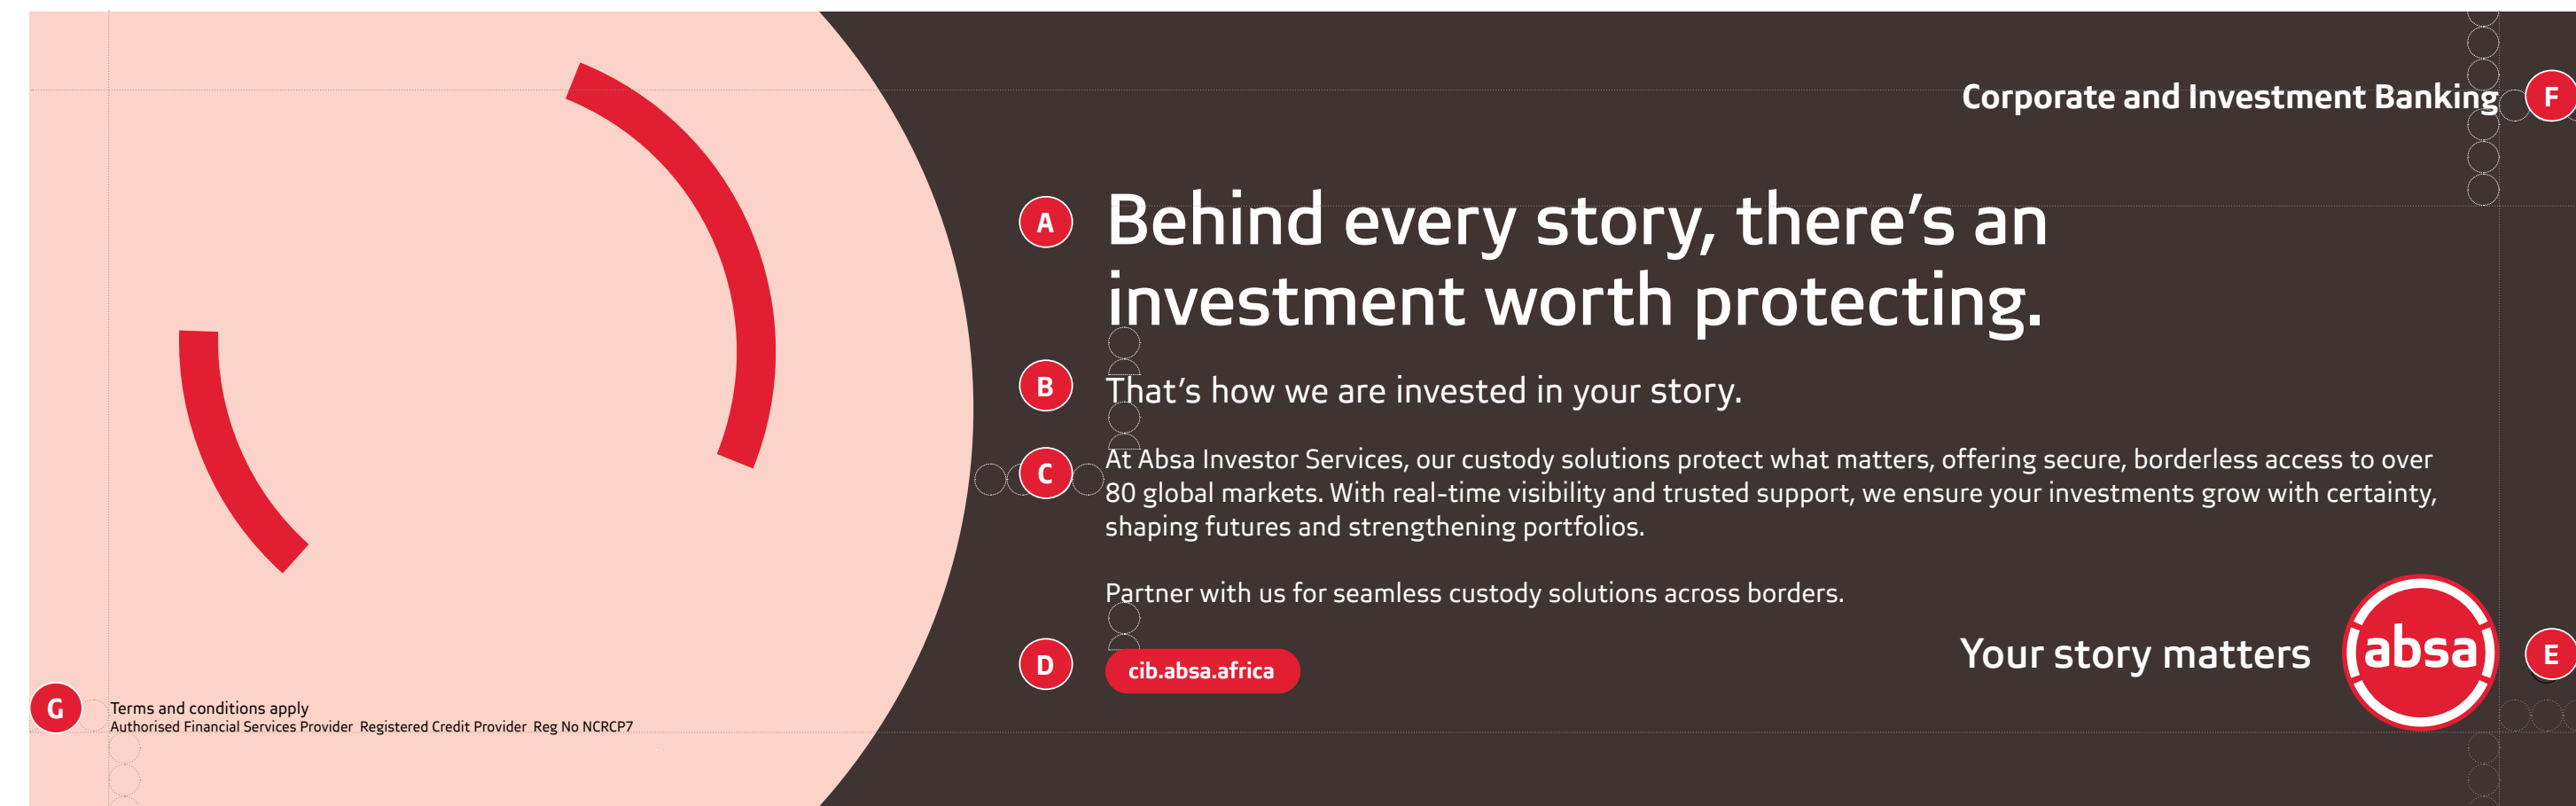 Corporate and Investment Banking
F
A
Behind every story, there’s an
investment worth protecting.
B
That’s how we are invested in your story.
C
At Absa Investor Services, our custody solutions protect what matters, offering secure, borderless access to over
80 global markets. With real-time visibility and trusted support, we ensure your investments grow with certainty,
shaping futures and strengthening portfolios.
Partner with us for seamless custody solutions across borders.
D
cib.absa.africa
Your story matters
absa
E
G
Terms and conditions apply
Authorised Financial Services Provider Registered Credit Provider Reg No NCRCP7